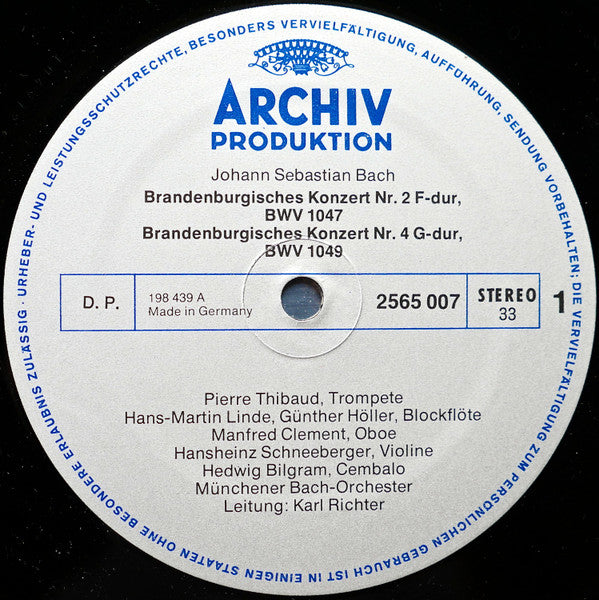 URHEBER- UND LEISTUNGSSCHUTZRECHTE, BESONDERS VERVIELFÄLTIGUNG, AUFFÜHRUNG, SENDUNG VORBEHALTEN; DIE VERVIELFÄLTIGUNG ZUM PERSÖNLICHEN GEBRAUCH IST IN EINIGEN STAATEN OHNE BESONDERE ERLAUBNIS ZULÄSSIG ·
ARCHIV
PRODUKTION
Johann Sebastian Bach
Brandenburgisches Konzert Nr. 2 F-dur,
BWV 1047
Brandenburgisches Konzert Nr. 4 G-dur,
BWV 1049
D. P.
198 439 A
Made in Germany
2565 007
STEREO
33
1
Pierre Thibaud, Trompete
Hans-Martin Linde, Günther Höller, Blockflöte
Manfred Clement, Oboe
Hansheinz Schneeberger, Violine
Hedwig Bilgram, Cembalo
Münchener Bach-Orchester
Leitung: Karl Richter